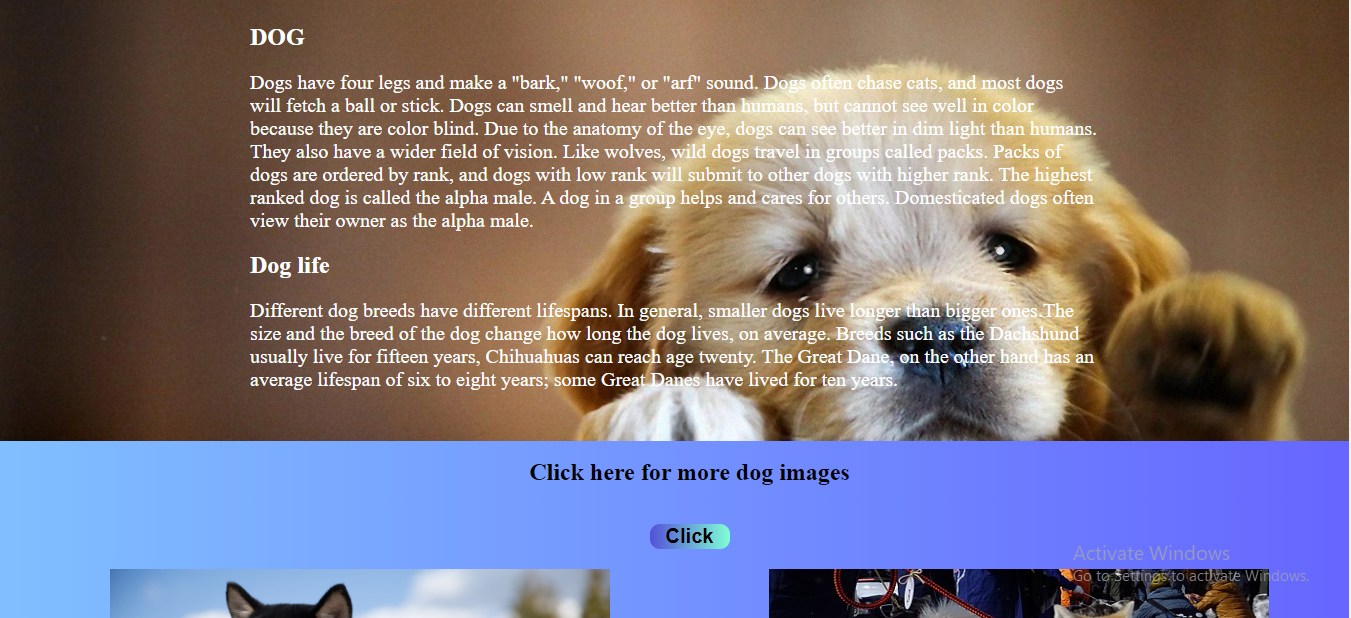 DOG
Dogs have four legs and make a "bark," "woof," or "arf" sound. Dogs often chase cats, and most dogs
will fetch a ball or stick. Dogs can smell and hear better than humans, but cannot see well in color
because they are color blind. Due to the anatomy of the eye, dogs can see better in dim light than humans.
They also have a wider field of vision. Like wolves, wild dogs travel in groups called packs. Packs of
dogs are ordered by rank, and dogs with low rank will submit to other dogs with higher rank. The highest
ranked dog is called the alpha male. A dog in a group helps and cares for others. Domesticated dogs often
view their owner as the alpha male.
Dog life
Different dog breeds have different lifespans. In general, smaller dogs live longer than bigger ones.The
size and the breed of the dog change how long the dog lives, on average. Breeds such as the Dachshund
usually live for fifteen years, Chihuahuas can reach age twenty. The Great Dane, on the other hand has an
average lifespan of six to eight years; some Great Danes have lived for ten years.
Click here for more dog images
Click
Activate Windows
Go to Settings to activate Windows.